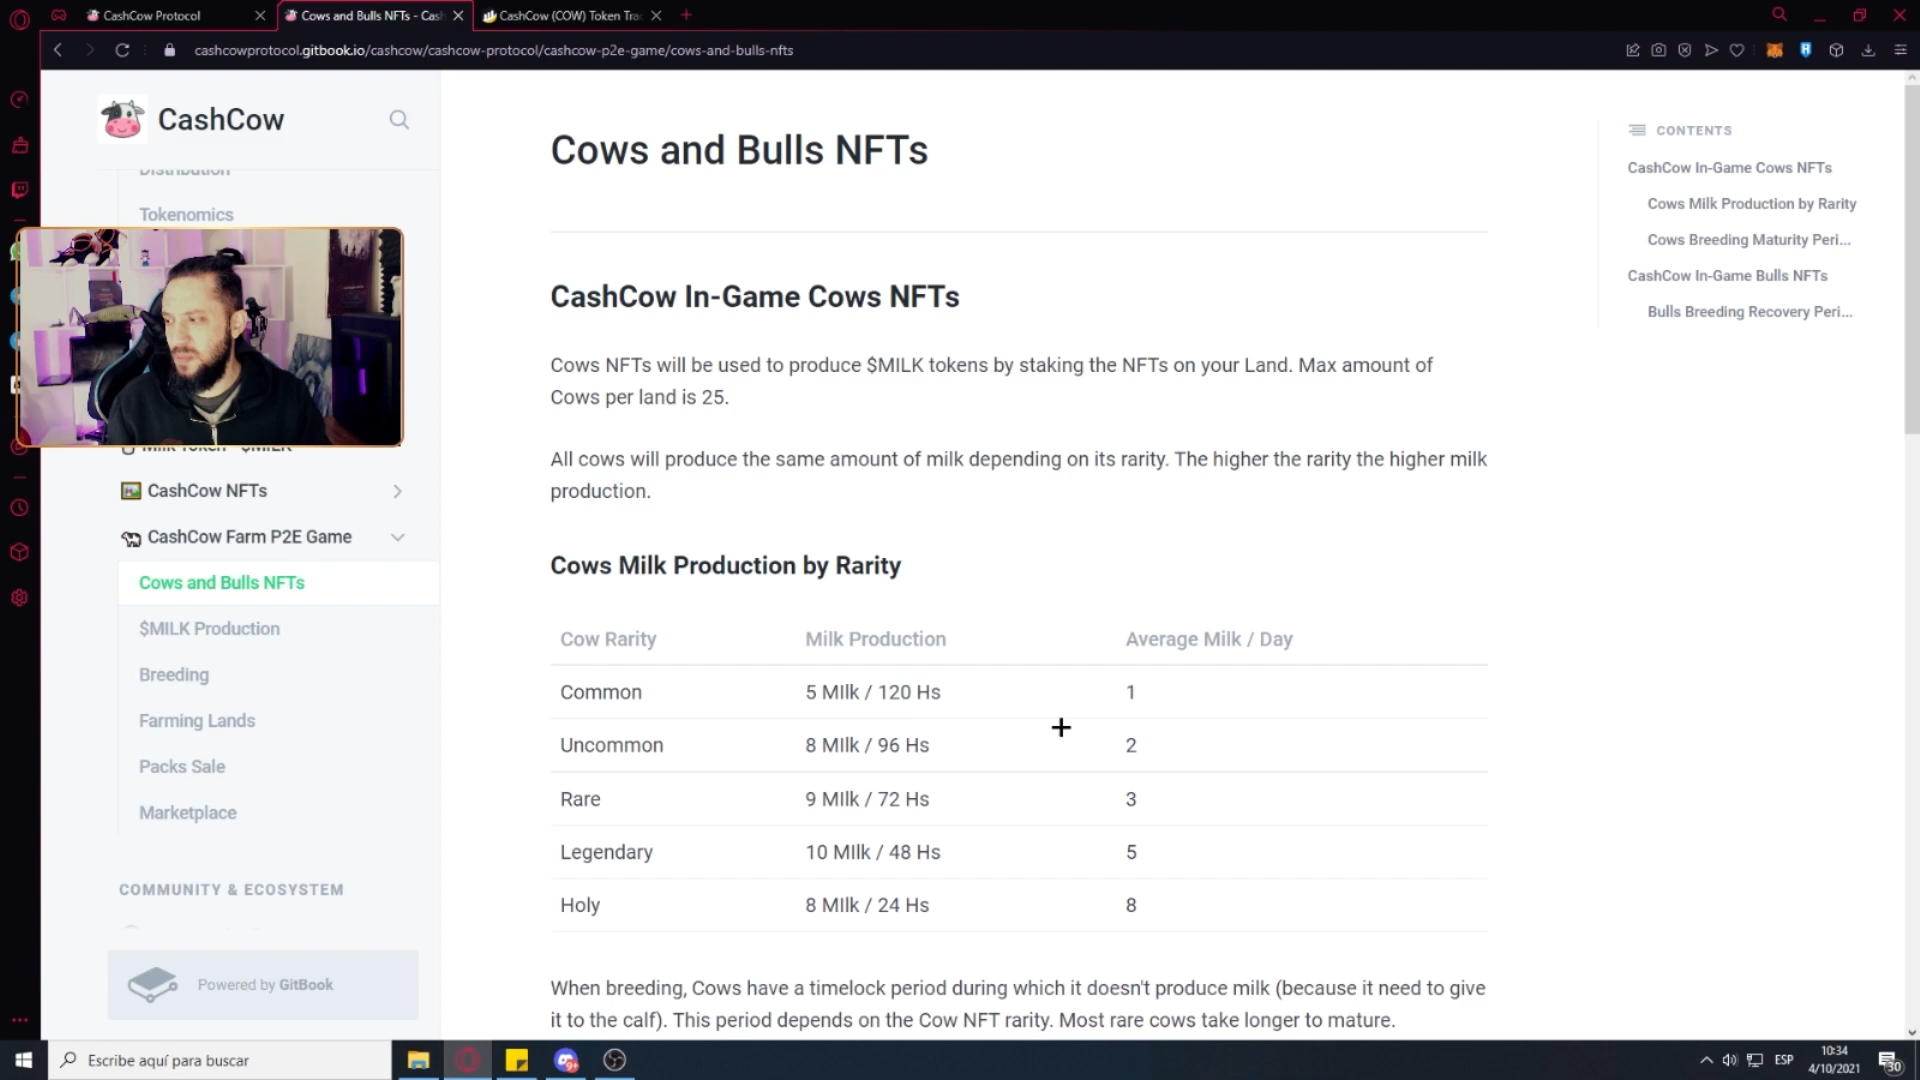 CashCow Protocol
Cows and Bulls NFTs - Cash
CashCow (COW) Token Tra
cashcowprotocol.gitbook.io/cashcow/cashcow-protocol/cashcow-p2e-game/cows-and-bulls-nfts
CashCow
Distribution
Tokenomics
Milk Token - $MILK
CashCow NFTs
CashCow Farm P2E Game
Cows and Bulls NFTs
$MILK Production
Breeding
Farming Lands
Packs Sale
Marketplace
COMMUNITY & ECOSYSTEM
Powered by GitBook
Cows and Bulls NFTs
CashCow In-Game Cows NFTs
Cows NFTs will be used to produce $MILK tokens by staking the NFTs on your Land. Max amount of
Cows per land is 25.
All cows will produce the same amount of milk depending on its rarity. The higher the rarity the higher milk
production.
Cows Milk Production by Rarity
Cow Rarity Milk Production Average Milk / Day
Common 5 MIlk / 120 Hs 1
Uncommon 8 MIlk / 96 Hs 2
Rare 9 MIlk / 72 Hs 3
Legendary 10 MIlk / 48 Hs 5
Holy 8 MIlk / 24 Hs 8
When breeding, Cows have a timelock period during which it doesn't produce milk (because it need to give
it to the calf). This period depends on the Cow NFT rarity. Most rare cows take longer to mature.
CONTENTS
CashCow In-Game Cows NFTs
Cows Milk Production by Rarity
Cows Breeding Maturity Peri...
CashCow In-Game Bulls NFTs
Bulls Breeding Recovery Peri...
Escribe aquí para buscar
ESP
10:34
4/10/2021
30